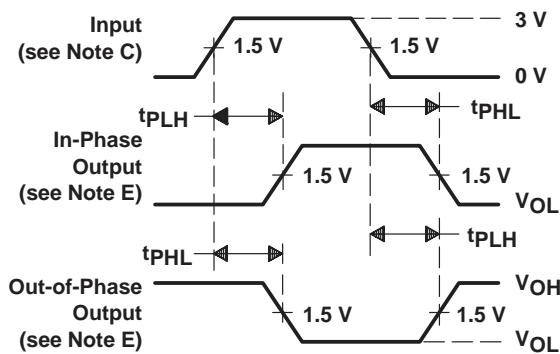 3 V
Input
(see Note C)
1.5 V
1.5 V
0 V
tPLH
tPHL
In-Phase
Output
(see Note E)
1.5 V
1.5 V
VOL
tPHL
tPLH
Out-of-Phase
Output
(see Note E)
VOH
1.5 V
1.5 V
VOL